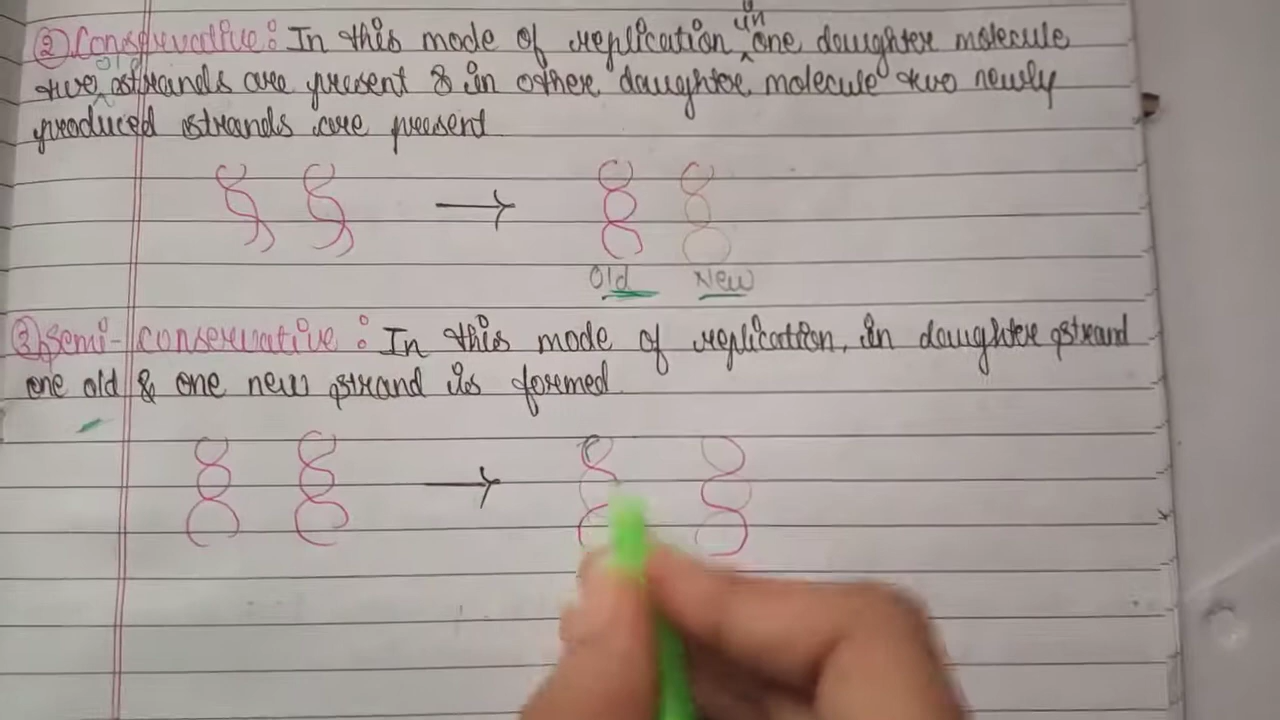 ② Conservative : In this mode of replication in one daughter molecule
two old strands are present & in other daughter molecule two newly
produced strands are present
Old New
③ Semi-conservative : In this mode of replication, in daughter strand
one old & one new strand is formed.